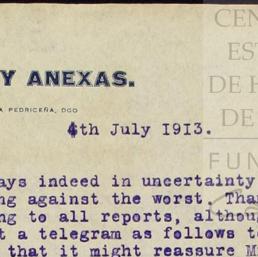 CEN
EST
DE H
DE
FUN
Y ANEXAS.
A PEDRICEÑA, DGO
4th July 1913.
ays indeed in uncertainty
ng against the worst. Tha
ng to all reports, althou
t a telegram as follows t
that it might reassure M